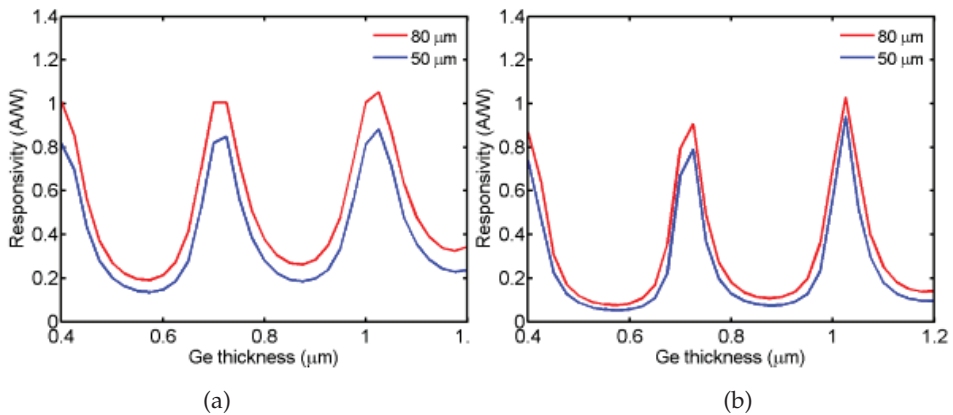 1.4
1.2
1
0.8
0.6
0.4
0.2
0
Responsivity (A/W)
80 μm
50 μm
0.4 0.6 0.8 1 1.
Ge thickness (μm)
(a)
1.4
1.2
1
0.8
0.6
0.4
0.2
0
Responsivity (A/W)
80 μm
50 μm
0.4 0.6 0.8 1 1.2
Ge thickness (μm)
(b)